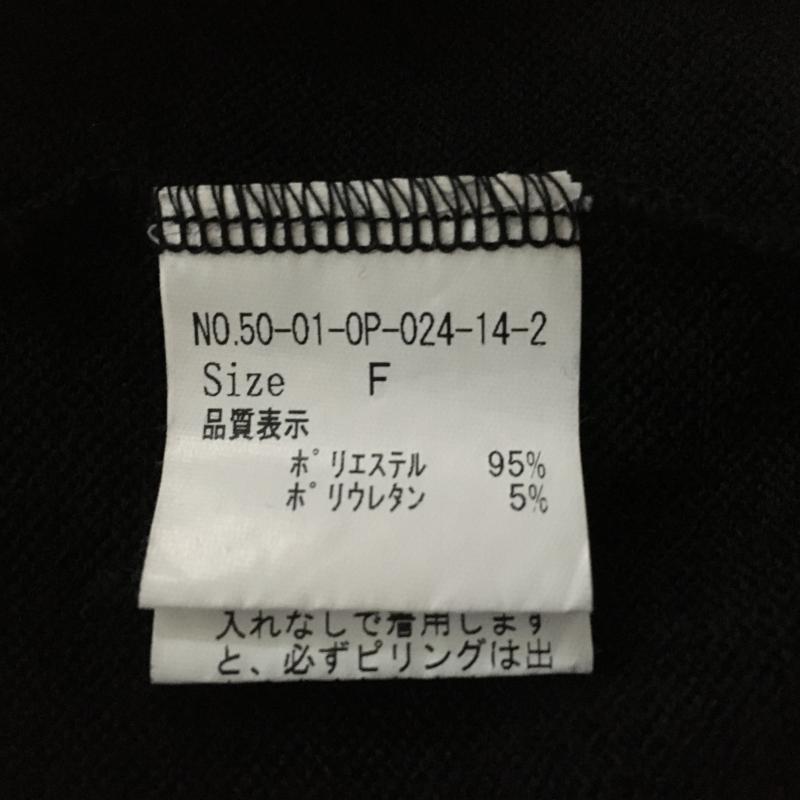 NO.50-01-OP-024-14-2
Size F
品質表示
ポリエステル 95%
ポリウレタン 5%
入れなしで着用します
と、必ずピリングは出